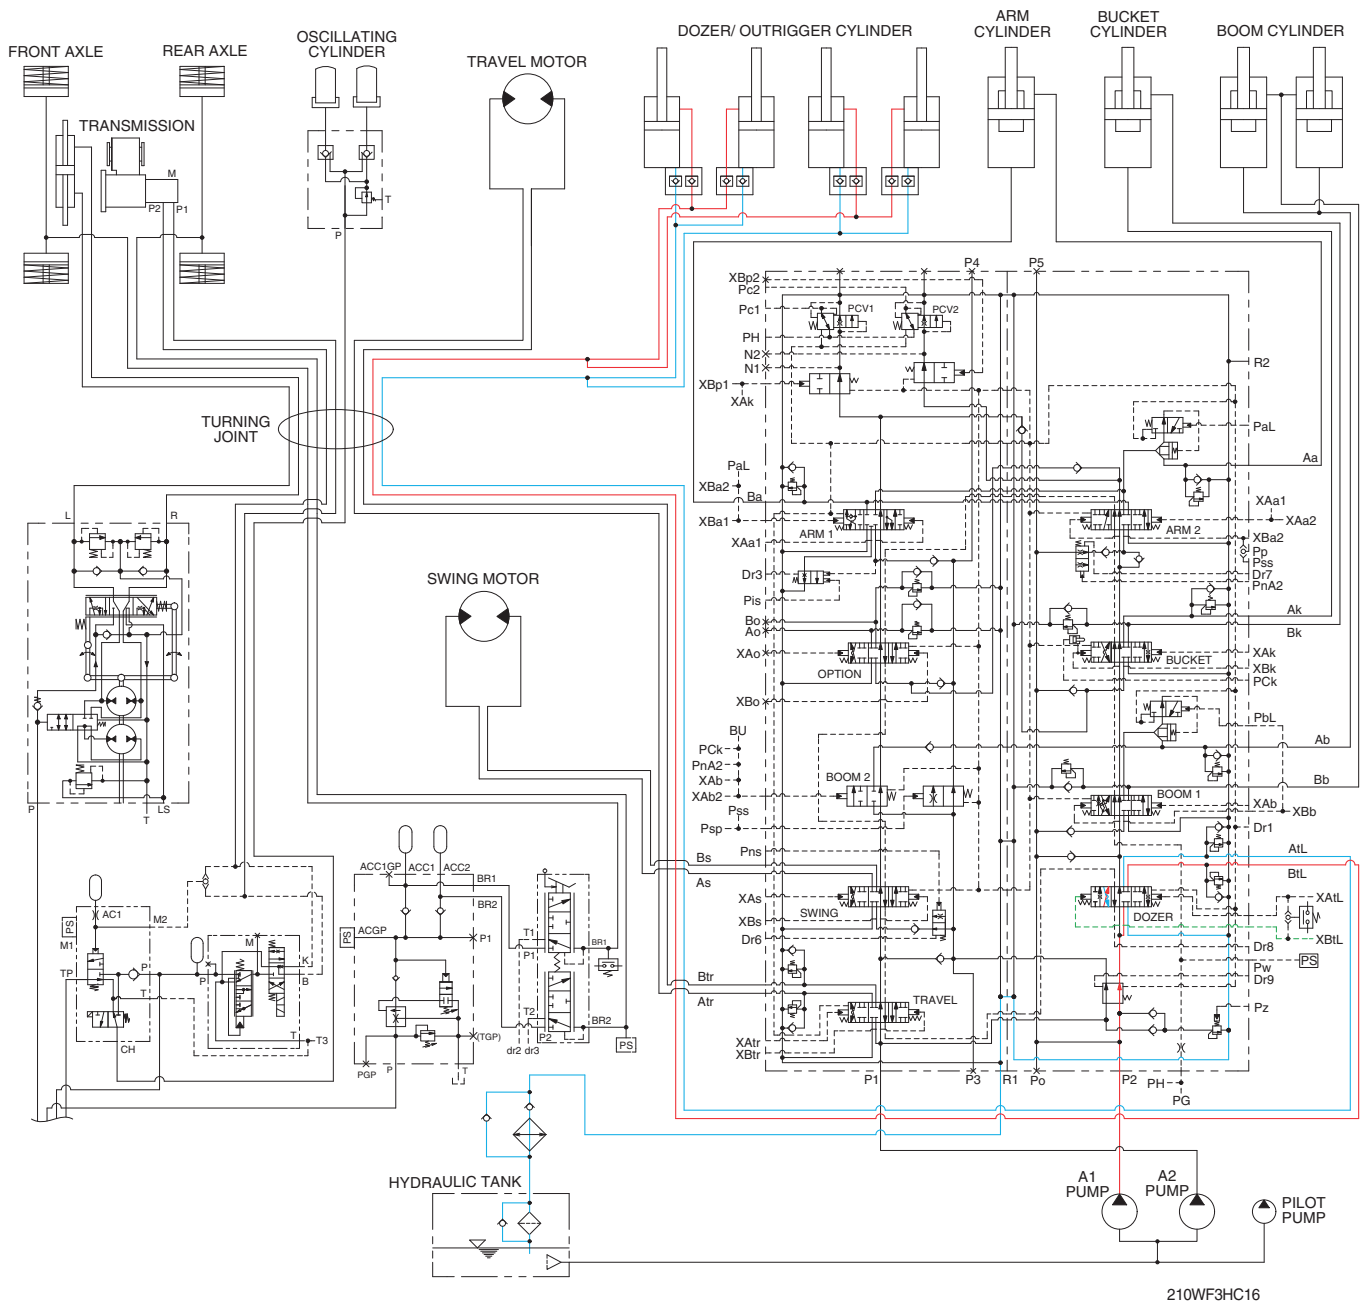 FRONT AXLE
REAR AXLE
OSCILLATING
CYLINDER
TRAVEL MOTOR
DOZER/ OUTRIGGER CYLINDER
ARM
CYLINDER
BUCKET
CYLINDER
BOOM CYLINDER
TRANSMISSION
M
P2
P1
T
P
TURNING
JOINT
P4
P5
XBp2
Pc2
Pc1
PCV1
PCV2
PH
N2
N1
XBp1
XAk
R2
PaL
Aa
PaL
XBa2
Ba
XBa1
ARM 1
XAa1
Dr3
Pis
Bo
Ao
XAo
OPTION
XBo
XAa1
XAa2
ARM 2
XBa2
Pp
Pss
Dr7
PnA2
Ak
Bk
XAk
BUCKET
XBk
PCk
PbL
Ab
Bb
BU
PCk
PnA2
XAb
XAb2
BOOM 2
Pss
Psp
BOOM 1
XAb
XBb
Dr1
Pns
Bs
As
AtL
BtL
XAs
SWING
XBs
Dr6
DOZER
XAtL
XBtL
Dr8
PS
Pw
Dr9
Pz
Btr
Atr
TRAVEL
XAtr
XBtr
P1
P3
R1
Po
P2
PH
PG
L
R
P
T
LS
SWING MOTOR
ACC1GP
ACC1
ACC2
BR1
BR2
PS
ACGP
P1
(TGP)
PGP
P
T
T1
P1
BR1
T2
P2
BR2
dr2
dr3
PS
AC1
M2
PS
M1
TP
P
T
CH
M
K
P
B
T
T3
HYDRAULIC TANK
A1
PUMP
A2
PUMP
PILOT
PUMP
210WF3HC16